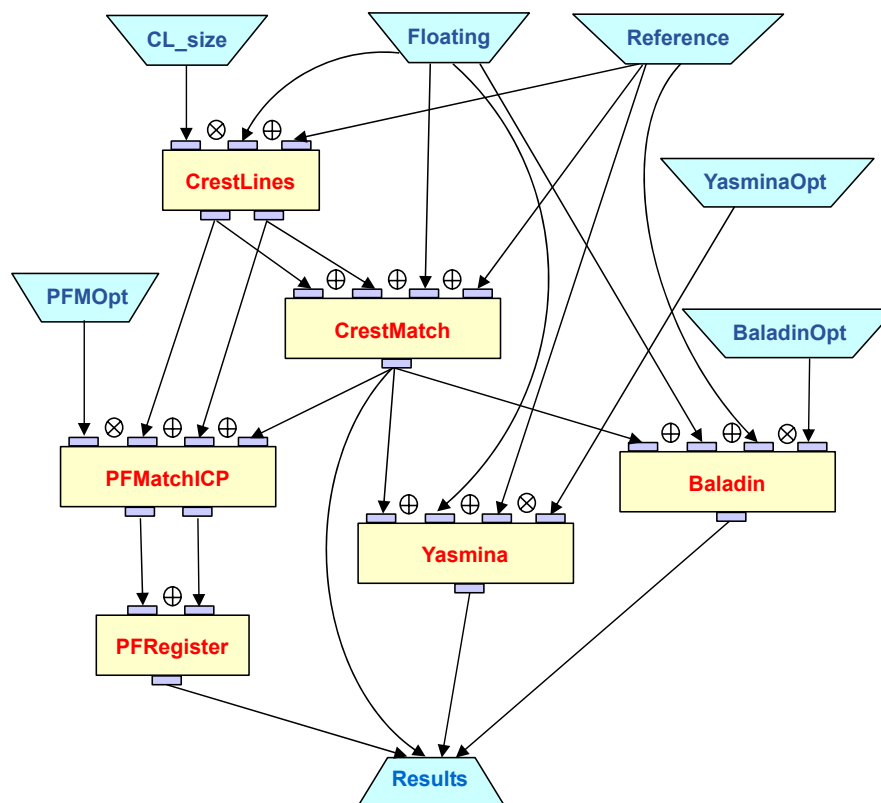 CL_size
Floating
Reference
CrestLines
YasminaOpt
PFMOpt
CrestMatch
BaladinOpt
PFMatchICP
Baladin
Yasmina
PFRegister
Results